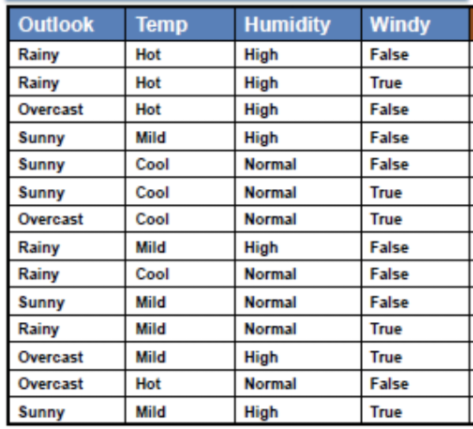 Outlook Temp Humidity Windy
Rainy Hot High False
Rainy Hot High True
Overcast Hot High False
Sunny Mild High False
Sunny Cool Normal False
Sunny Cool Normal True
Overcast Cool Normal True
Rainy Mild High False
Rainy Cool Normal False
Sunny Mild Normal False
Rainy Mild Normal True
Overcast Mild High True
Overcast Hot Normal False
Sunny Mild High True